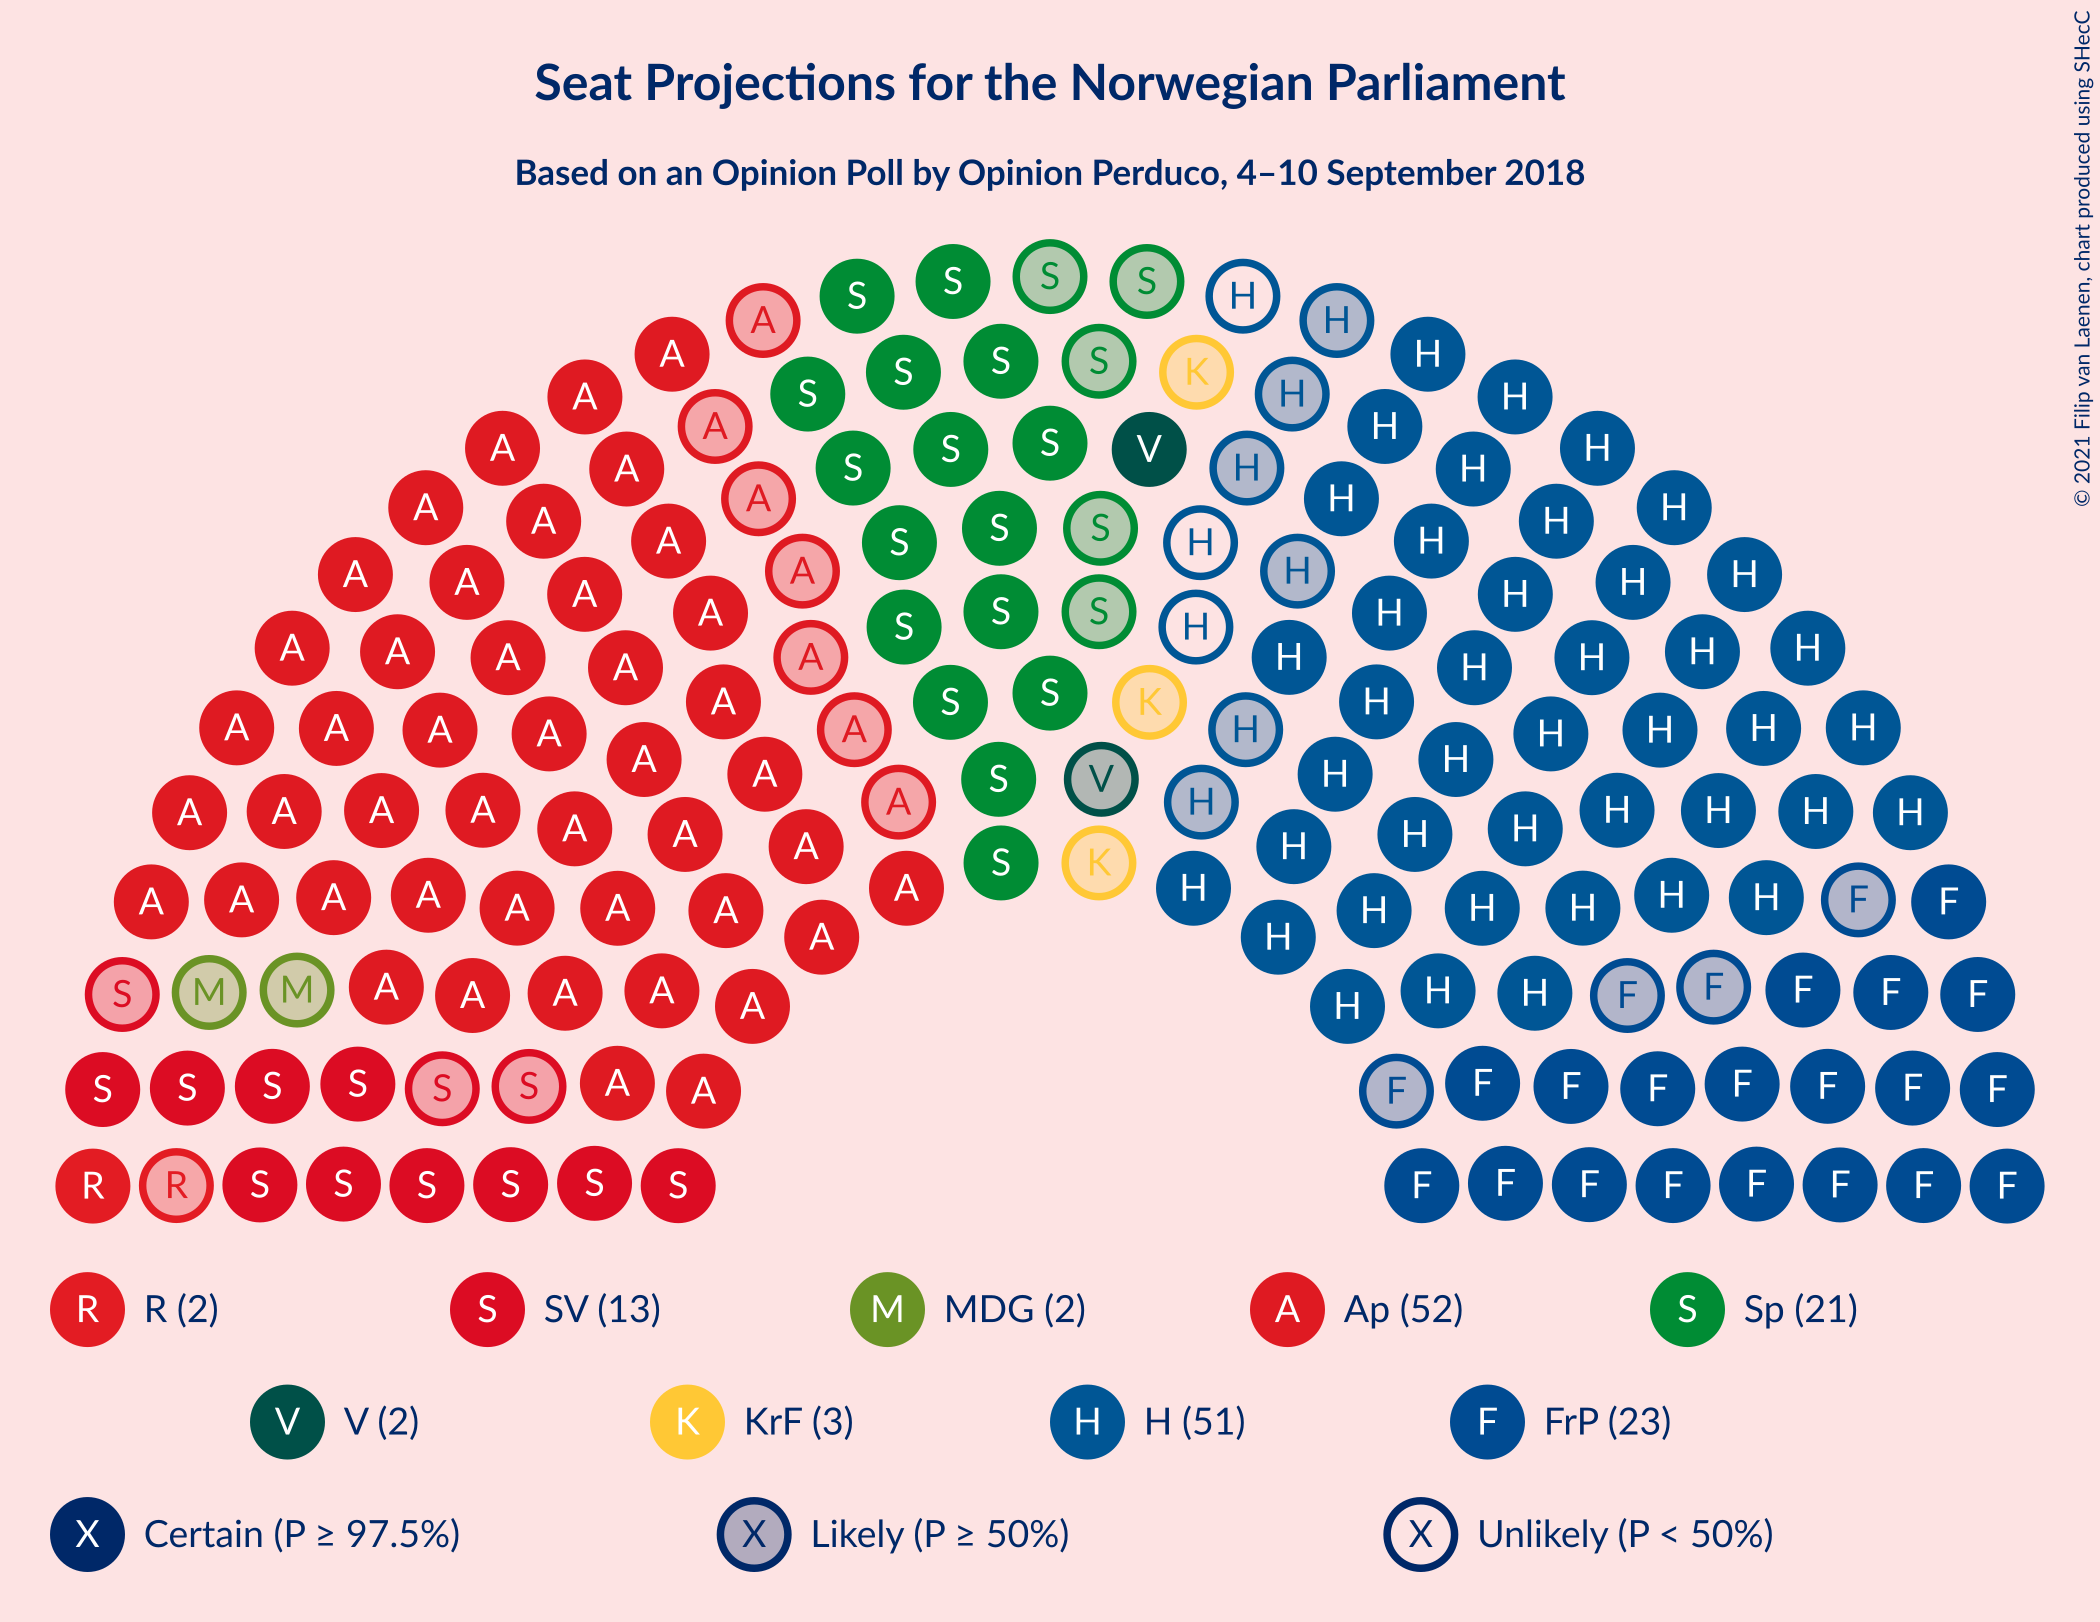 Seat Projections for the Norwegian Parliament
Based on an Opinion Poll by Opinion Perduco, 4–10 September 2018
© 2021 Filip van Laenen, chart produced using SHecC
S S S S
A S S H H
A S S S S K H H
A A S S S V H H H
A A A S S S H H H H
A A A S S S H H H H
A A A S S K H H H
A A A S V H H H
A A A S K H H H
R R S S S S S S F F F F F F F F
R R (2) S SV (13) M MDG (2) A Ap (52) S Sp (21)
V V (2) K KrF (3) H H (51) F FrP (23)
X Certain (P ≥ 97.5%) X Likely (P ≥ 50%) X Unlikely (P < 50%)